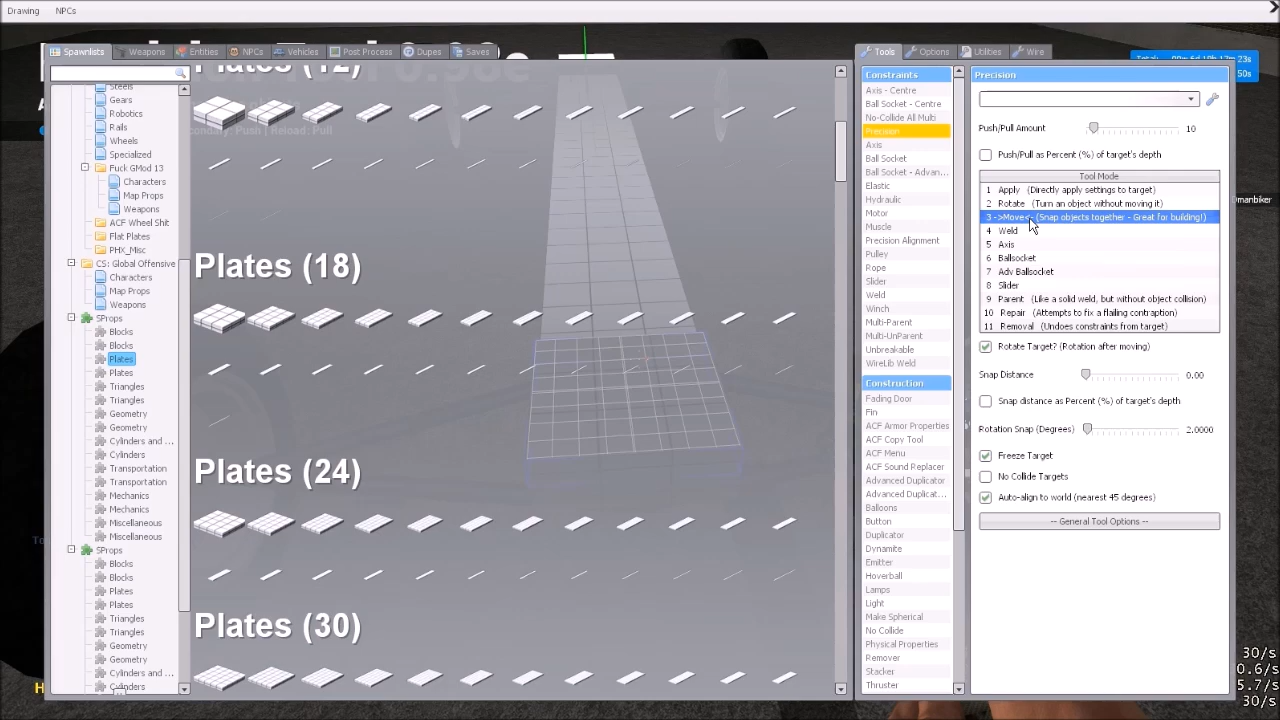 Drawing NPCs
Spawnlists Weapons Entities NPCs Vehicles Post Process Dupes Saves
Steels
Gears
Robotics
Rails
Wheels
Specialized
Fuck GMod 13
Characters
Map Props
Weapons
ACF Wheel Shit
Flat Plates
PHX_Misc
CS: Global Offensive
Characters
Map Props
Weapons
SProps
Blocks
Blocks
Plates
Plates
Triangles
Triangles
Geometry
Geometry
Cylinders and ...
Cylinders
Transportation
Transportation
Mechanics
Mechanics
Miscellaneous
Miscellaneous
SProps
Blocks
Blocks
Plates
Plates
Triangles
Triangles
Geometry
Geometry
Cylinders and ...
Cylinders
Plates (12)
Push | Reload: Pull
Plates (18)
Plates (24)
Plates (30)
Tools Options Utilities Wire
Constraints
Axis - Centre
Ball Socket - Centre
No-Collide All Multi
Precision
Axis
Ball Socket
Ball Socket - Advan...
Elastic
Hydraulic
Motor
Muscle
Precision Alignment
Pulley
Rope
Slider
Weld
Winch
Multi-Parent
Multi-UnParent
Unbreakable
WireLib Weld
Construction
Fading Door
Fin
ACF Armor Properties
ACF Copy Tool
ACF Menu
ACF Sound Replacer
Advanced Duplicator
Advanced Duplicat...
Balloons
Button
Duplicator
Dynamite
Emitter
Hoverball
Lamps
Light
Make Spherical
No Collide
Physical Properties
Remover
Stacker
Thruster
Precision
Push/Pull Amount 10
Push/Pull as Percent (%) of target's depth
Tool Mode
1 Apply (Directly apply settings to target)
2 Rotate (Turn an object without moving it)
3 ->Move<- (Snap objects together - Great for building!)
4 Weld
5 Axis
6 Ballsocket
7 Adv Ballsocket
8 Slider
9 Parent (Like a solid weld, but without object collision)
10 Repair (Attempts to fix a flailing contraption)
11 Removal (Undoes constraints from target)
Rotate Target? (Rotation after moving)
Snap Distance 0.00
Snap distance as Percent (%) of target's depth
Rotation Snap (Degrees) 2.0000
Freeze Target
No Collide Targets
Auto-align to world (nearest 45 degrees)
-- General Tool Options --
30/s
0.6/s
5.7/s
30/s